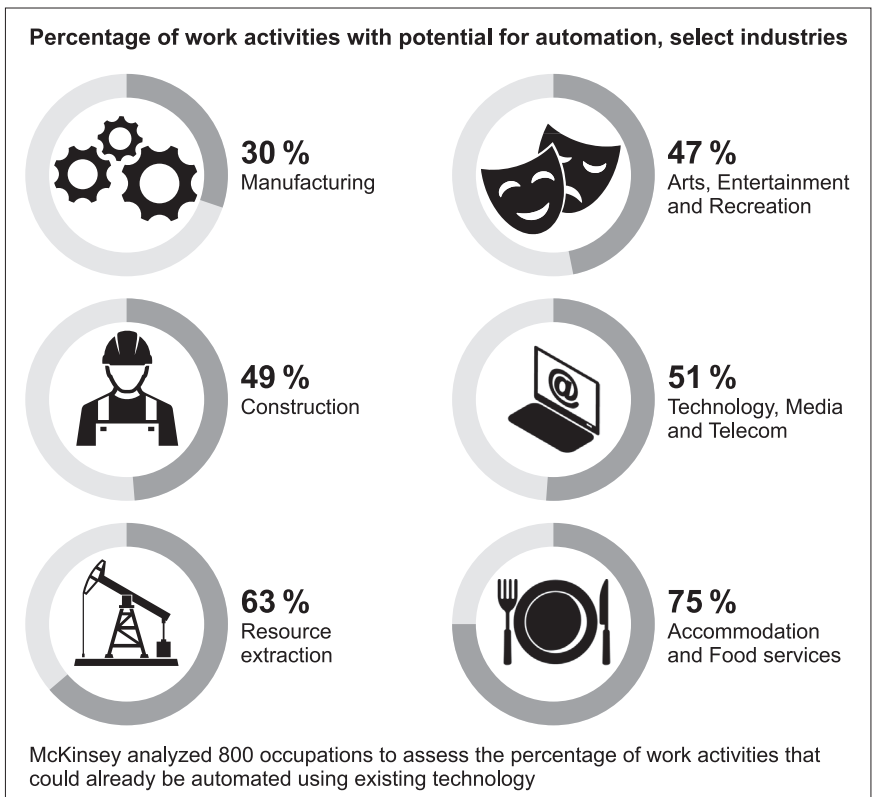 Percentage of work activities with potential for automation, select industries
30 %
Manufacturing
47 %
Arts, Entertainment
and Recreation
49 %
Construction
@
51 %
Technology, Media
and Telecom
63 %
Resource
extraction
75 %
Accommodation
and Food services
McKinsey analyzed 800 occupations to assess the percentage of work activities that
could already be automated using existing technology